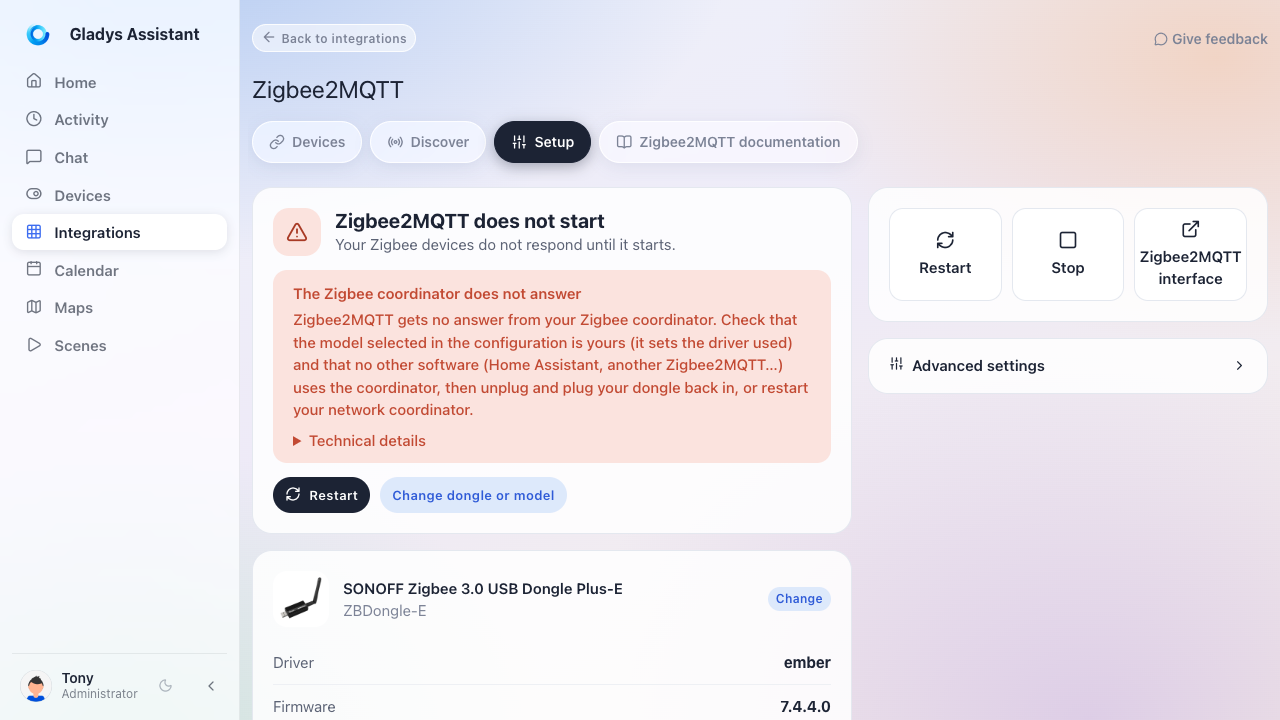 Gladys Assistant
Home
Activity
Chat
Devices
Integrations
Calendar
Maps
Scenes
Tony
Administrator
Back to integrations
Give feedback
Zigbee2MQTT
Devices
Discover
Setup
Zigbee2MQTT documentation
Zigbee2MQTT does not start
Your Zigbee devices do not respond until it starts.
The Zigbee coordinator does not answer
Zigbee2MQTT gets no answer from your Zigbee coordinator. Check that
the model selected in the configuration is yours (it sets the driver used)
and that no other software (Home Assistant, another Zigbee2MQTT...)
uses the coordinator, then unplug and plug your dongle back in, or restart
your network coordinator.
Technical details
Restart
Change dongle or model
SONOFF Zigbee 3.0 USB Dongle Plus-E
ZBDongle-E
Change
Driver
ember
Firmware
7.4.4.0
Restart
Stop
Zigbee2MQTT
interface
Advanced settings